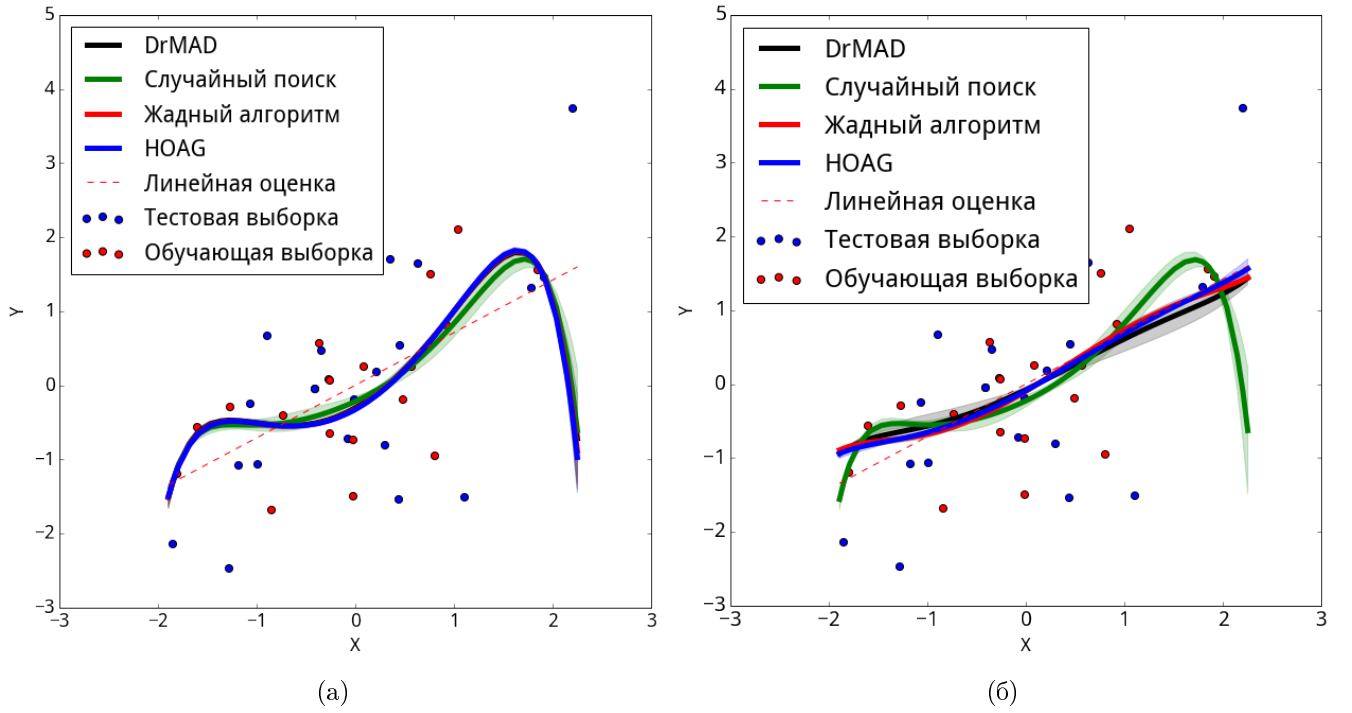 5
4
3
2
1
0
−1
−2
−3
−3
−2
−1
0
1
2
3
Y
X
DrMAD
Случайный поиск
Жадный алгоритм
HOAG
Линейная оценка
Тестовая выборка
Обучающая выборка
(а)
5
4
3
2
1
0
−1
−2
−3
−3
−2
−1
0
1
2
3
Y
X
DrMAD
Случайный поиск
Жадный алгоритм
HOAG
Линейная оценка
Тестовая выборка
Обучающая выборка
(б)